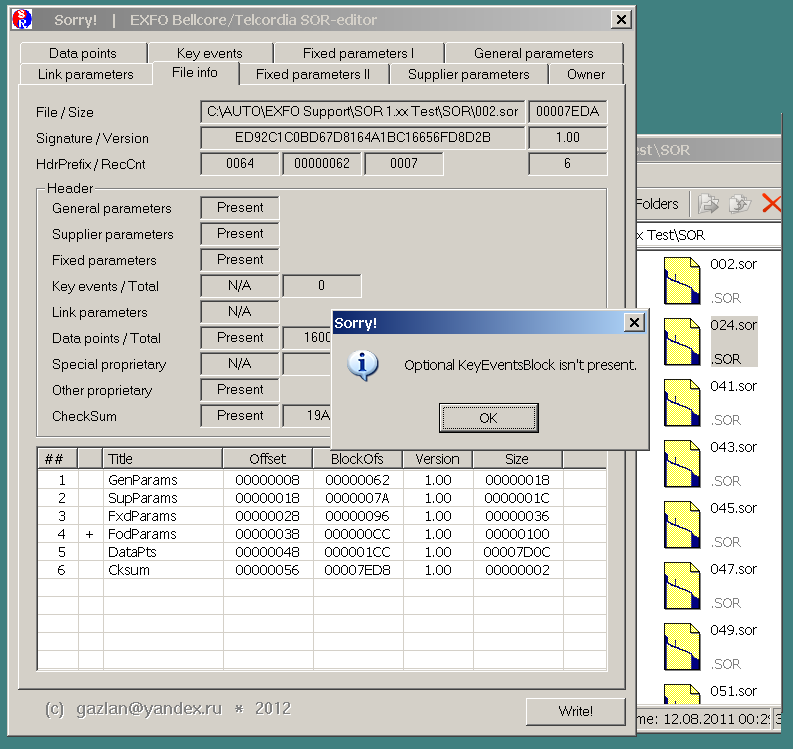 Sorry! | EXFO Bellcore/Telcordia SOR-editor
Data points Key events Fixed parameters I General parameters
Link parameters File info Fixed parameters II Supplier parameters Owner
File / Size C:\AUTO\EXFO Support\SOR 1.xx Test\SOR\002.sor 00007EDA
Signature / Version ED92C1C0BD67D8164A1BC16656FD8D2B 1.00
HdrPrefix / RecCnt 0064 00000062 0007 6
Header
General parameters Present
Supplier parameters Present
Fixed parameters Present
Key events / Total N/A 0
Link parameters N/A
Data points / Total Present 1600
Special proprietary N/A
Other proprietary Present
CheckSum Present 19A
Sorry!
Optional KeyEventsBlock isn't present.
OK
## Title Offset BlockOfs Version Size
1 GenParams 00000008 00000062 1.00 00000018
2 SupParams 00000018 0000007A 1.00 0000001C
3 FxdParams 00000028 00000096 1.00 00000036
4 + FodParams 00000038 000000CC 1.00 00000100
5 DataPts 00000048 000001CC 1.00 00007D0C
6 Cksum 00000056 00007ED8 1.00 00000002
(c) gazlan@yandex.ru * 2012
Write!
est\SOR
Folders
x Test\SOR
002.sor
.SOR
024.sor
.SOR
041.sor
.SOR
043.sor
.SOR
045.sor
.SOR
047.sor
.SOR
049.sor
.SOR
051.sor
me: 12.08.2011 00:29